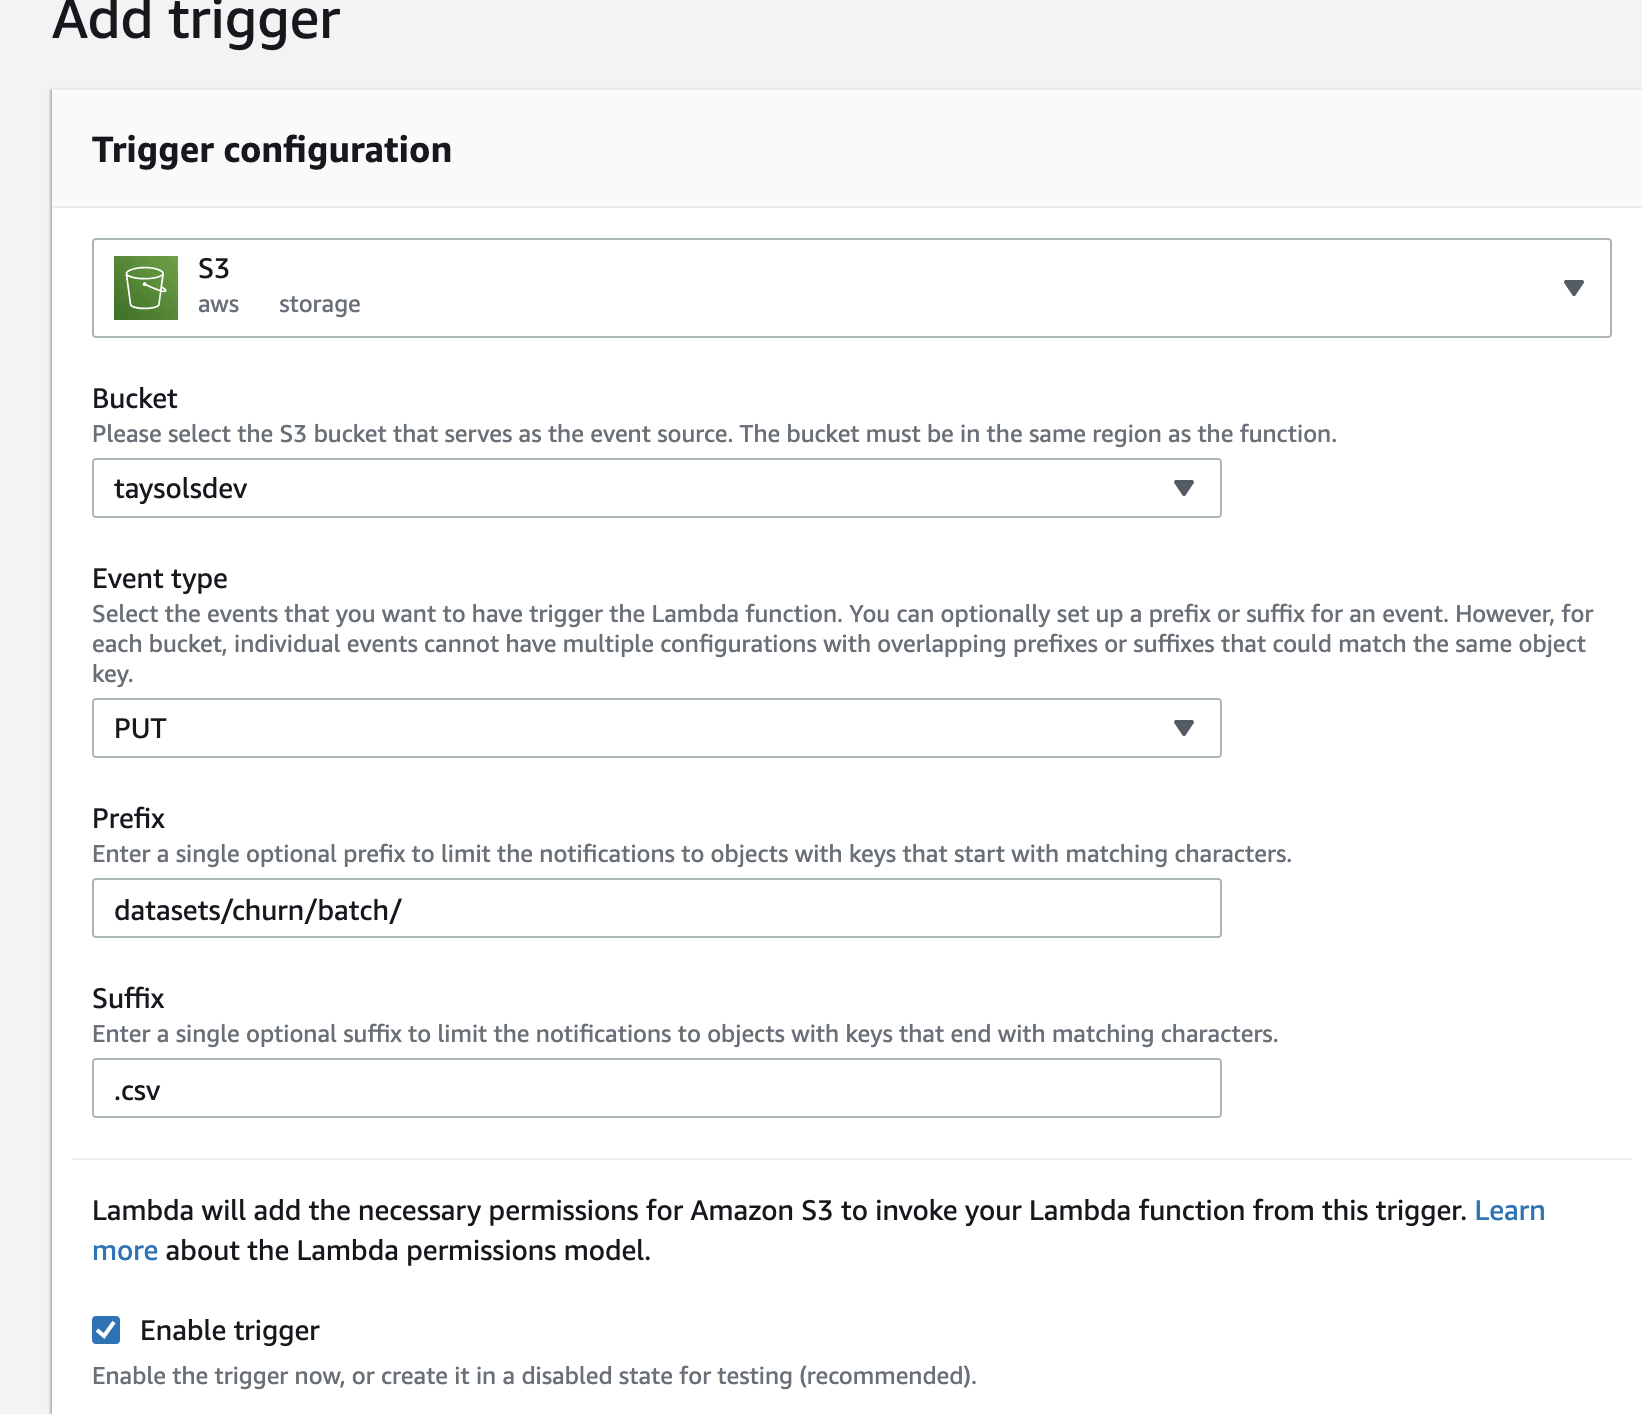 Add trigger
Trigger configuration
S3
aws storage
Bucket
Please select the S3 bucket that serves as the event source. The bucket must be in the same region as the function.
taysolsdev
Event type
Select the events that you want to have trigger the Lambda function. You can optionally set up a prefix or suffix for an event. However, for
each bucket, individual events cannot have multiple configurations with overlapping prefixes or suffixes that could match the same object
key.
PUT
Prefix
Enter a single optional prefix to limit the notifications to objects with keys that start with matching characters.
datasets/churn/batch/
Suffix
Enter a single optional suffix to limit the notifications to objects with keys that end with matching characters.
.csv
Lambda will add the necessary permissions for Amazon S3 to invoke your Lambda function from this trigger. Learn
more about the Lambda permissions model.
Enable trigger
Enable the trigger now, or create it in a disabled state for testing (recommended).